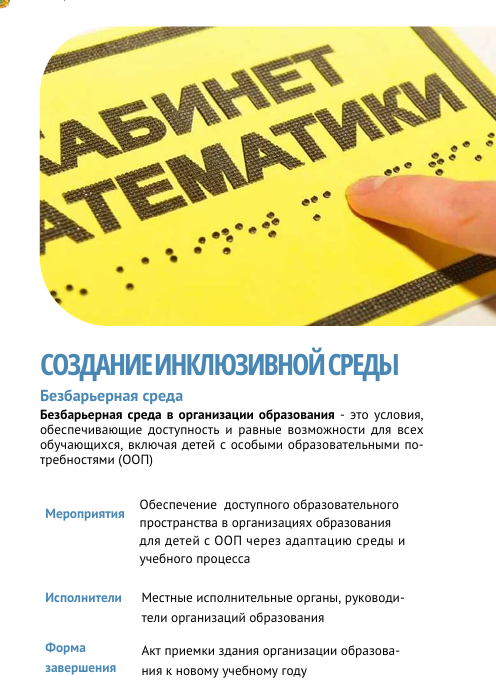 КАБИНЕТ
АТЕМАТИКИ
СОЗДАНИЕ ИНКЛЮЗИВНОЙ СРЕДЫ
Безбарьерная среда
Безбарьерная среда в организации образования - это условия,
обеспечивающие доступность и равные возможности для всех
обучающихся, включая детей с особыми образовательными по-
требностями (ООП)
Мероприятия
Обеспечение доступного образовательного
пространства в организациях образования
для детей с ООП через адаптацию среды и
учебного процесса
Исполнители
Местные исполнительные органы, руководи-
тели организаций образования
Форма
завершения
Акт приемки здания организации образова-
ния к новому учебному году